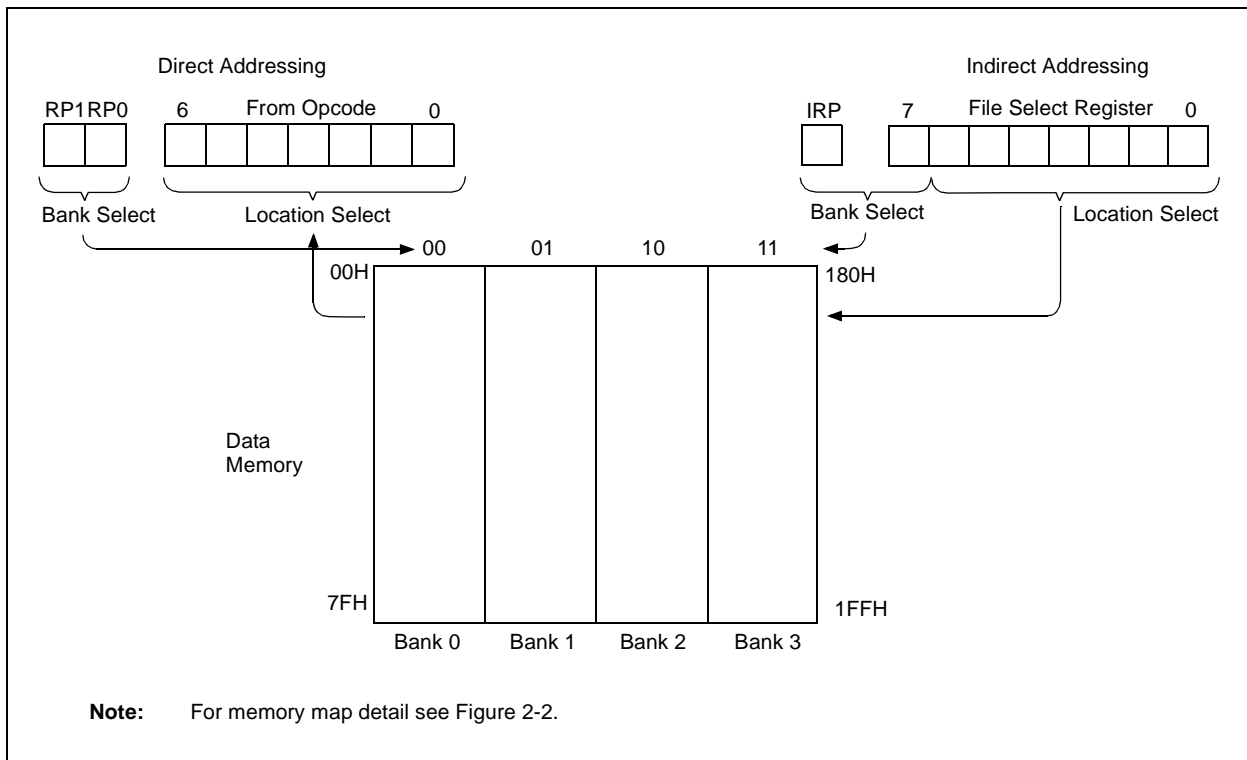 Direct Addressing
Indirect Addressing
RP1RP0 6 From Opcode 0
IRP 7 File Select Register 0
Bank Select Location Select
Bank Select Location Select
00 01 10 11
00H 180H
Data
Memory
7FH 1FFH
Bank 0 Bank 1 Bank 2 Bank 3
Note: For memory map detail see Figure 2-2.